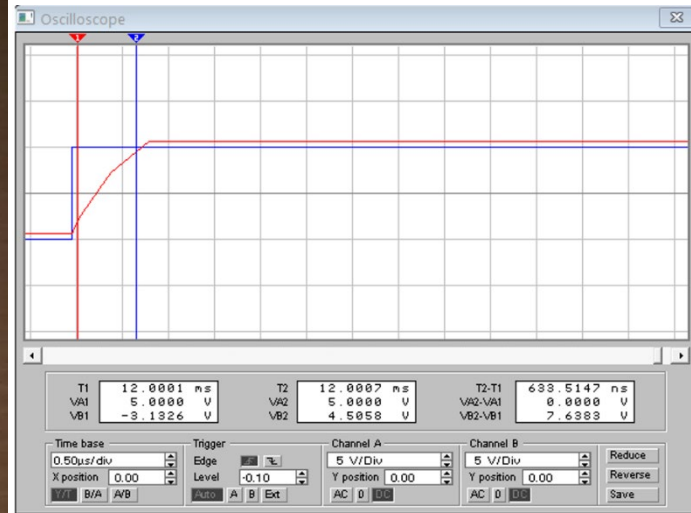 Oscilloscope
1 2
T1 12.0001 ms T2 12.0007 ms T2-T1 633.5147 ns
VA1 5.0000 V VA2 5.0000 V VA2-VA1 0.0000 V
VB1 -3.1326 V VB2 4.5058 V VB2-VB1 7.6383 V
Time base Trigger Channel A Channel B
0.50µs/div Edge 5 V/Div 5 V/Div Reduce
X position 0.00 Level -0.10 Y position 0.00 Y position 0.00 Reverse
Y/T B/A A/B Auto A B Ext AC 0 DC AC 0 DC Save